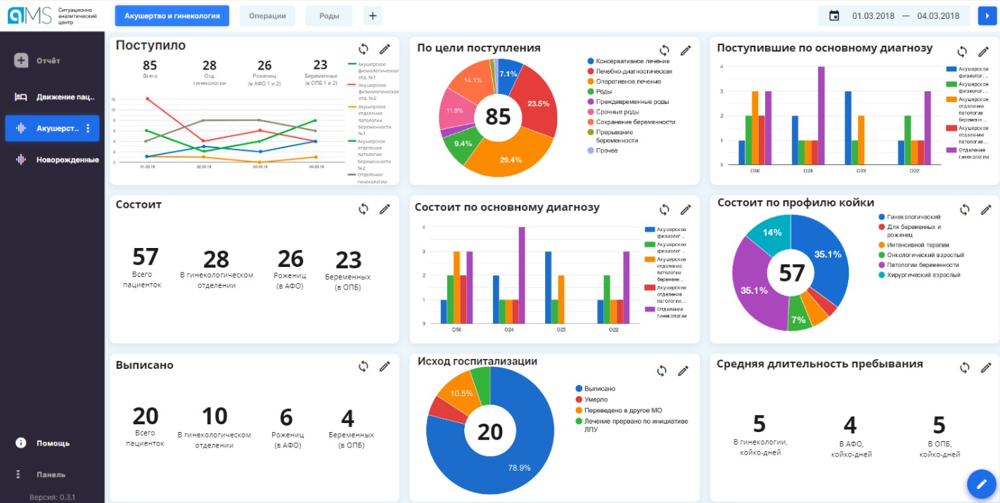 qMS
Ситуационно
аналитический
центр
Акушертво и гинекология
Операции
Роды
+
01.03.2018 — 04.03.2018
Отчёт
Движение пац..
Акушерст..
Новорожденные
Помощь
Панель
Версия: 0.3.1
Поступило
85
Всего
28
Отд.
гинекологии
26
Рожениц
(в АФО 1 и 2)
23
Беременных
(в ОПБ 1 и 2)
12
10
8
6
4
2
0
01.03.18
02.03.18
03.03.18
04.03.18
Акушерское
физиологическое
отд. №1
Акушерское
физиологическое
отд. №2
Акушерское
отделение
патологии
беременности
№1
Акушерское
отделение
патологии
беременности
№2
Отделение
гинекологии
По цели поступления
7.1%
23.5%
29.4%
9.4%
11.8%
14.1%
85
Консервативное лечение
Лечебно-диагностическая
Оперативное лечение
Роды
Преждевременные роды
Срочные роды
Сохранение беременности
Прерывание
беременности
Прочее
Поступившие по основному диагнозу
4
3
2
1
0
D50
O24
O23
O22
Акушерское
физиолог...
Акушерское
физиолог...
Акушерское
отделение
патологии
беременн...
Акушерское
отделение
патологии...
Отделение
гинекологии
Состоит
57
Всего
пациенток
28
В гинекологическом
отделении
26
Рожениц
(в АФО)
23
Беременных
(в ОПБ)
Состоит по основному диагнозу
4
3
2
1
0
D50
O24
O23
O22
Акушерское
физиолог...
Акушерское
физиолог...
Акушерское
отделение
патологии
беременн...
Акушерское
отделение
патологии...
Отделение
гинекологии
Состоит по профилю койки
14%
35.1%
35.1%
7%
57
Гинекологический
Для беременных и
рожениц
Интенсивной терапии
Онкологический взрослый
Патологии беременности
Хирургический взрослый
Выписано
20
Всего
пациенток
10
В гинекологическом
отделении
6
Рожениц
(в АФО)
4
Беременных
(в ОПБ)
Исход госпитализации
10.5%
20
78.9%
Выписано
Умерло
Переведено в другое МО
Лечение прервано по инициативе
ЛПУ
Средняя длительность пребывания
5
В гинекологии,
койко-дней
4
В АФО,
койко-дней
5
В ОПБ,
койко-дней